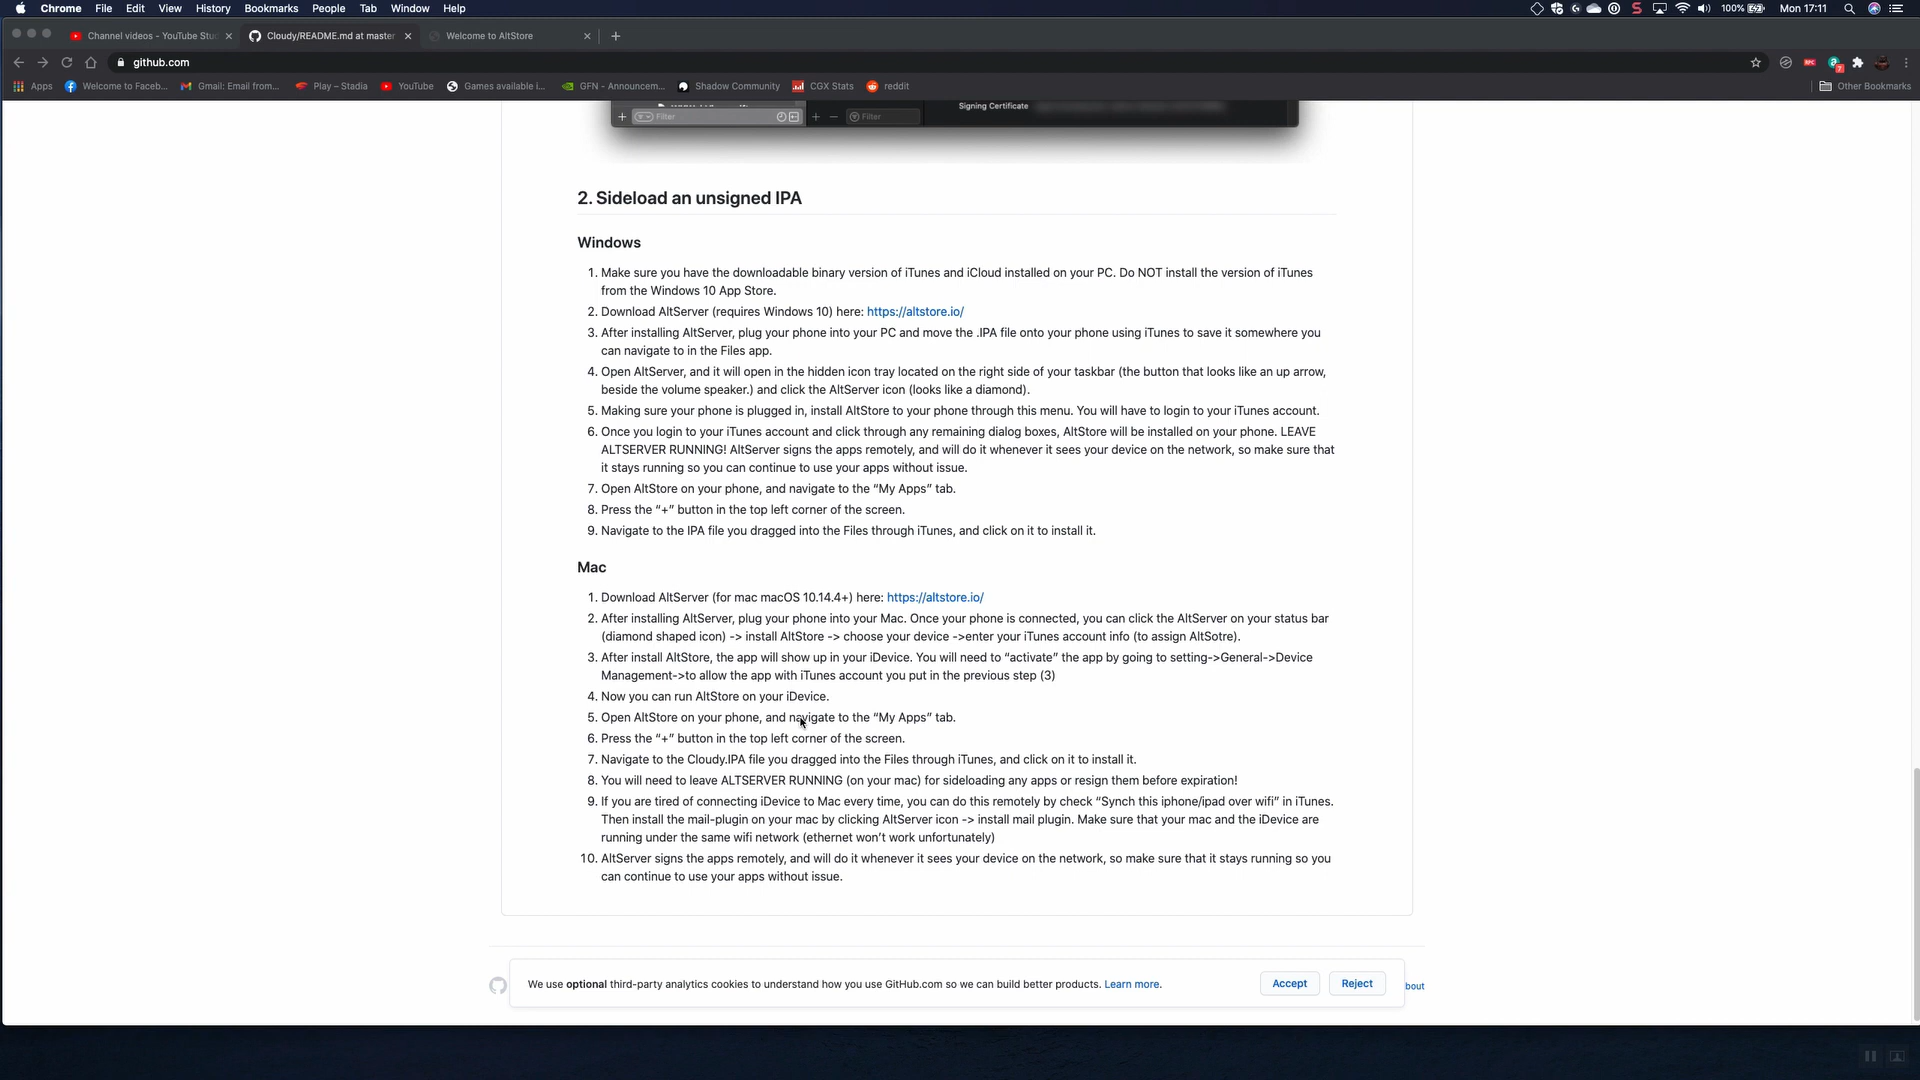 Chrome File Edit View History Bookmarks People Tab Window Help 100% Mon 17:11
Channel videos - YouTube Stu Cloudy/README.md at master Welcome to AltStore
github.com
Apps Welcome to Faceb... Gmail: Email from... Play – Stadia YouTube Games available i... GFN - Announcem... Shadow Community CGX Stats reddit Other Bookmarks
Signing Certificate
Filter Filter
2. Sideload an unsigned IPA
Windows
1. Make sure you have the downloadable binary version of iTunes and iCloud installed on your PC. Do NOT install the version of iTunes
from the Windows 10 App Store.
2. Download AltServer (requires Windows 10) here: https://altstore.io/
3. After installing AltServer, plug your phone into your PC and move the .IPA file onto your phone using iTunes to save it somewhere you
can navigate to in the Files app.
4. Open AltServer, and it will open in the hidden icon tray located on the right side of your taskbar (the button that looks like an up arrow,
beside the volume speaker.) and click the AltServer icon (looks like a diamond).
5. Making sure your phone is plugged in, install AltStore to your phone through this menu. You will have to login to your iTunes account.
6. Once you login to your iTunes account and click through any remaining dialog boxes, AltStore will be installed on your phone. LEAVE
ALTSERVER RUNNING! AltServer signs the apps remotely, and will do it whenever it sees your device on the network, so make sure that
it stays running so you can continue to use your apps without issue.
7. Open AltStore on your phone, and navigate to the “My Apps” tab.
8. Press the “+” button in the top left corner of the screen.
9. Navigate to the IPA file you dragged into the Files through iTunes, and click on it to install it.
Mac
1. Download AltServer (for mac macOS 10.14.4+) here: https://altstore.io/
2. After installing AltServer, plug your phone into your Mac. Once your phone is connected, you can click the AltServer on your status bar
(diamond shaped icon) -> install AltStore -> choose your device ->enter your iTunes account info (to assign AltSotre).
3. After install AltStore, the app will show up in your iDevice. You will need to “activate” the app by going to setting->General->Device
Management->to allow the app with iTunes account you put in the previous step (3)
4. Now you can run AltStore on your iDevice.
5. Open AltStore on your phone, and navigate to the “My Apps” tab.
6. Press the “+” button in the top left corner of the screen.
7. Navigate to the Cloudy.IPA file you dragged into the Files through iTunes, and click on it to install it.
8. You will need to leave ALTSERVER RUNNING (on your mac) for sideloading any apps or resign them before expiration!
9. If you are tired of connecting iDevice to Mac every time, you can do this remotely by check “Synch this iphone/ipad over wifi” in iTunes.
Then install the mail-plugin on your mac by clicking AltServer icon -> install mail plugin. Make sure that your mac and the iDevice are
running under the same wifi network (ethernet won’t work unfortunately)
10. AltServer signs the apps remotely, and will do it whenever it sees your device on the network, so make sure that it stays running so you
can continue to use your apps without issue.
We use optional third-party analytics cookies to understand how you use GitHub.com so we can build better products. Learn more. Accept Reject bout